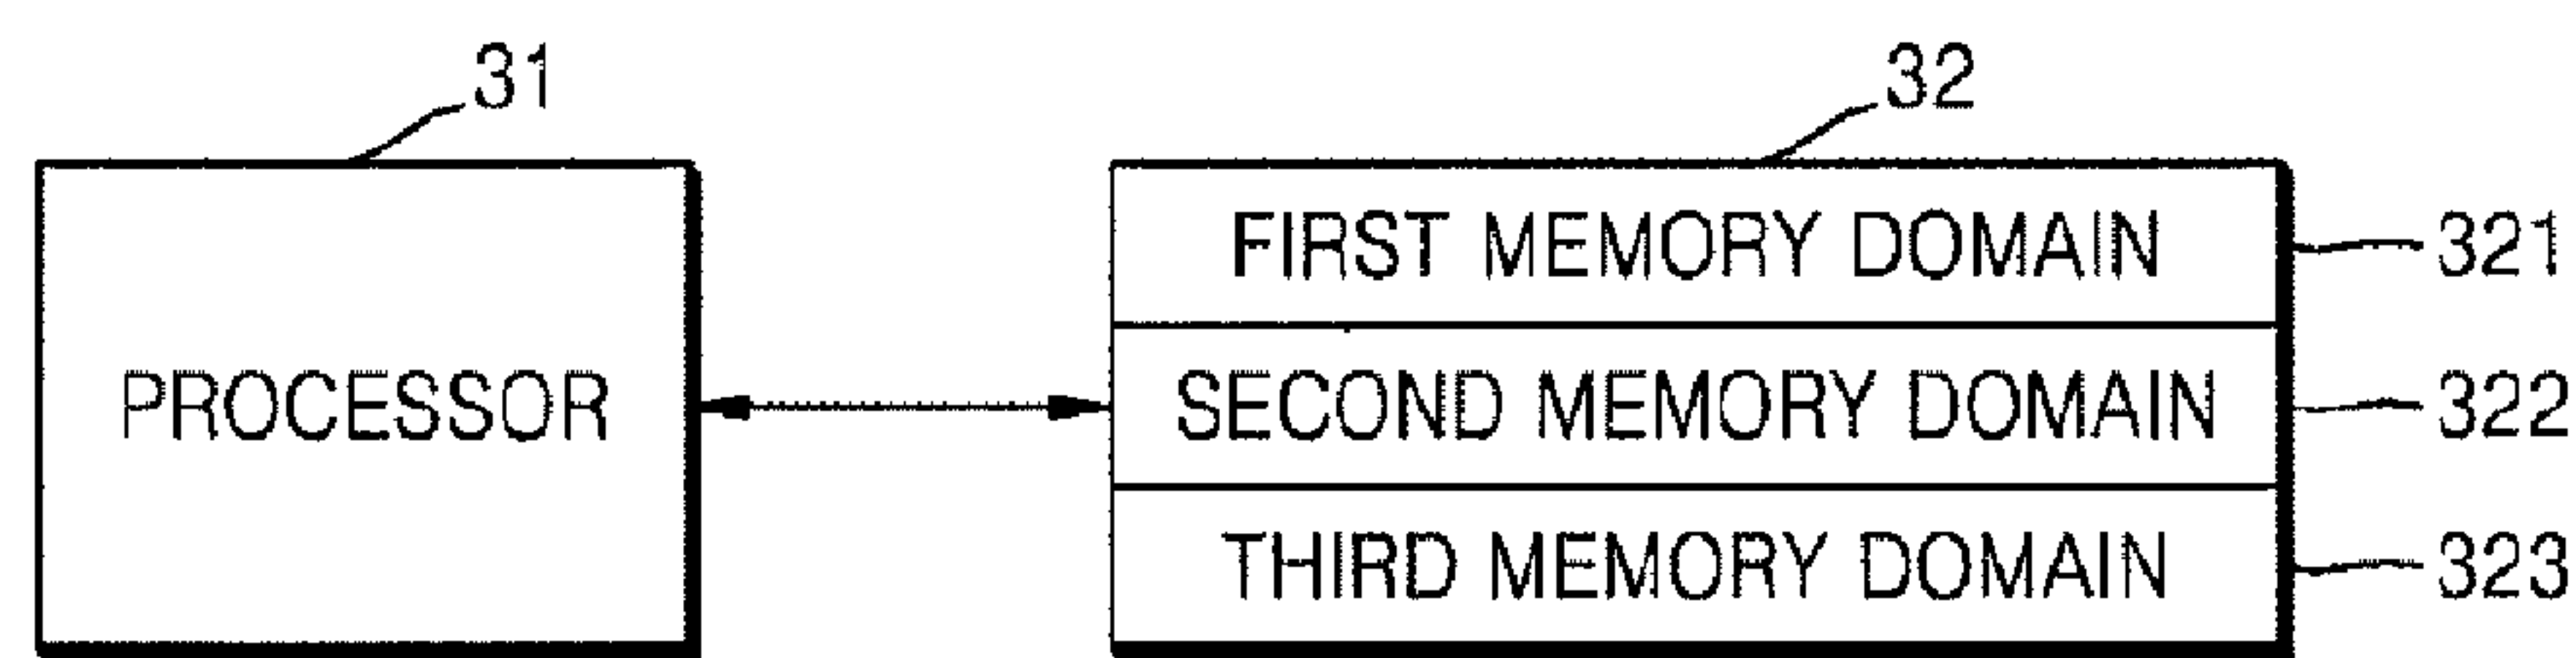 31
32
FIRST MEMORY DOMAIN
321
PROCESSOR
SECOND MEMORY DOMAIN
322
THIRD MEMORY DOMAIN
323